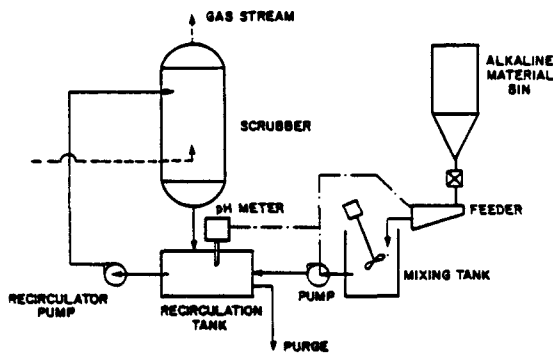 GAS STREAM
ALKALINE
MATERIAL
BIN
SCRUBBER
pH METER
FEEDER
MIXING TANK
PUMP
RECIRCULATOR
PUMP
RECIRCULATION
TANK
PURGE